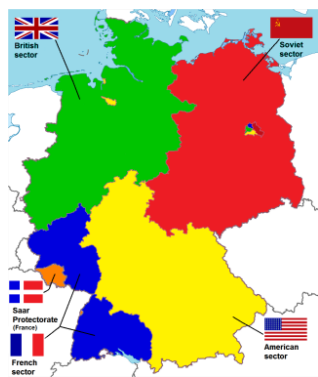 British
sector
Soviet
sector
Saar
Protectorate
(France)
French
sector
American
sector